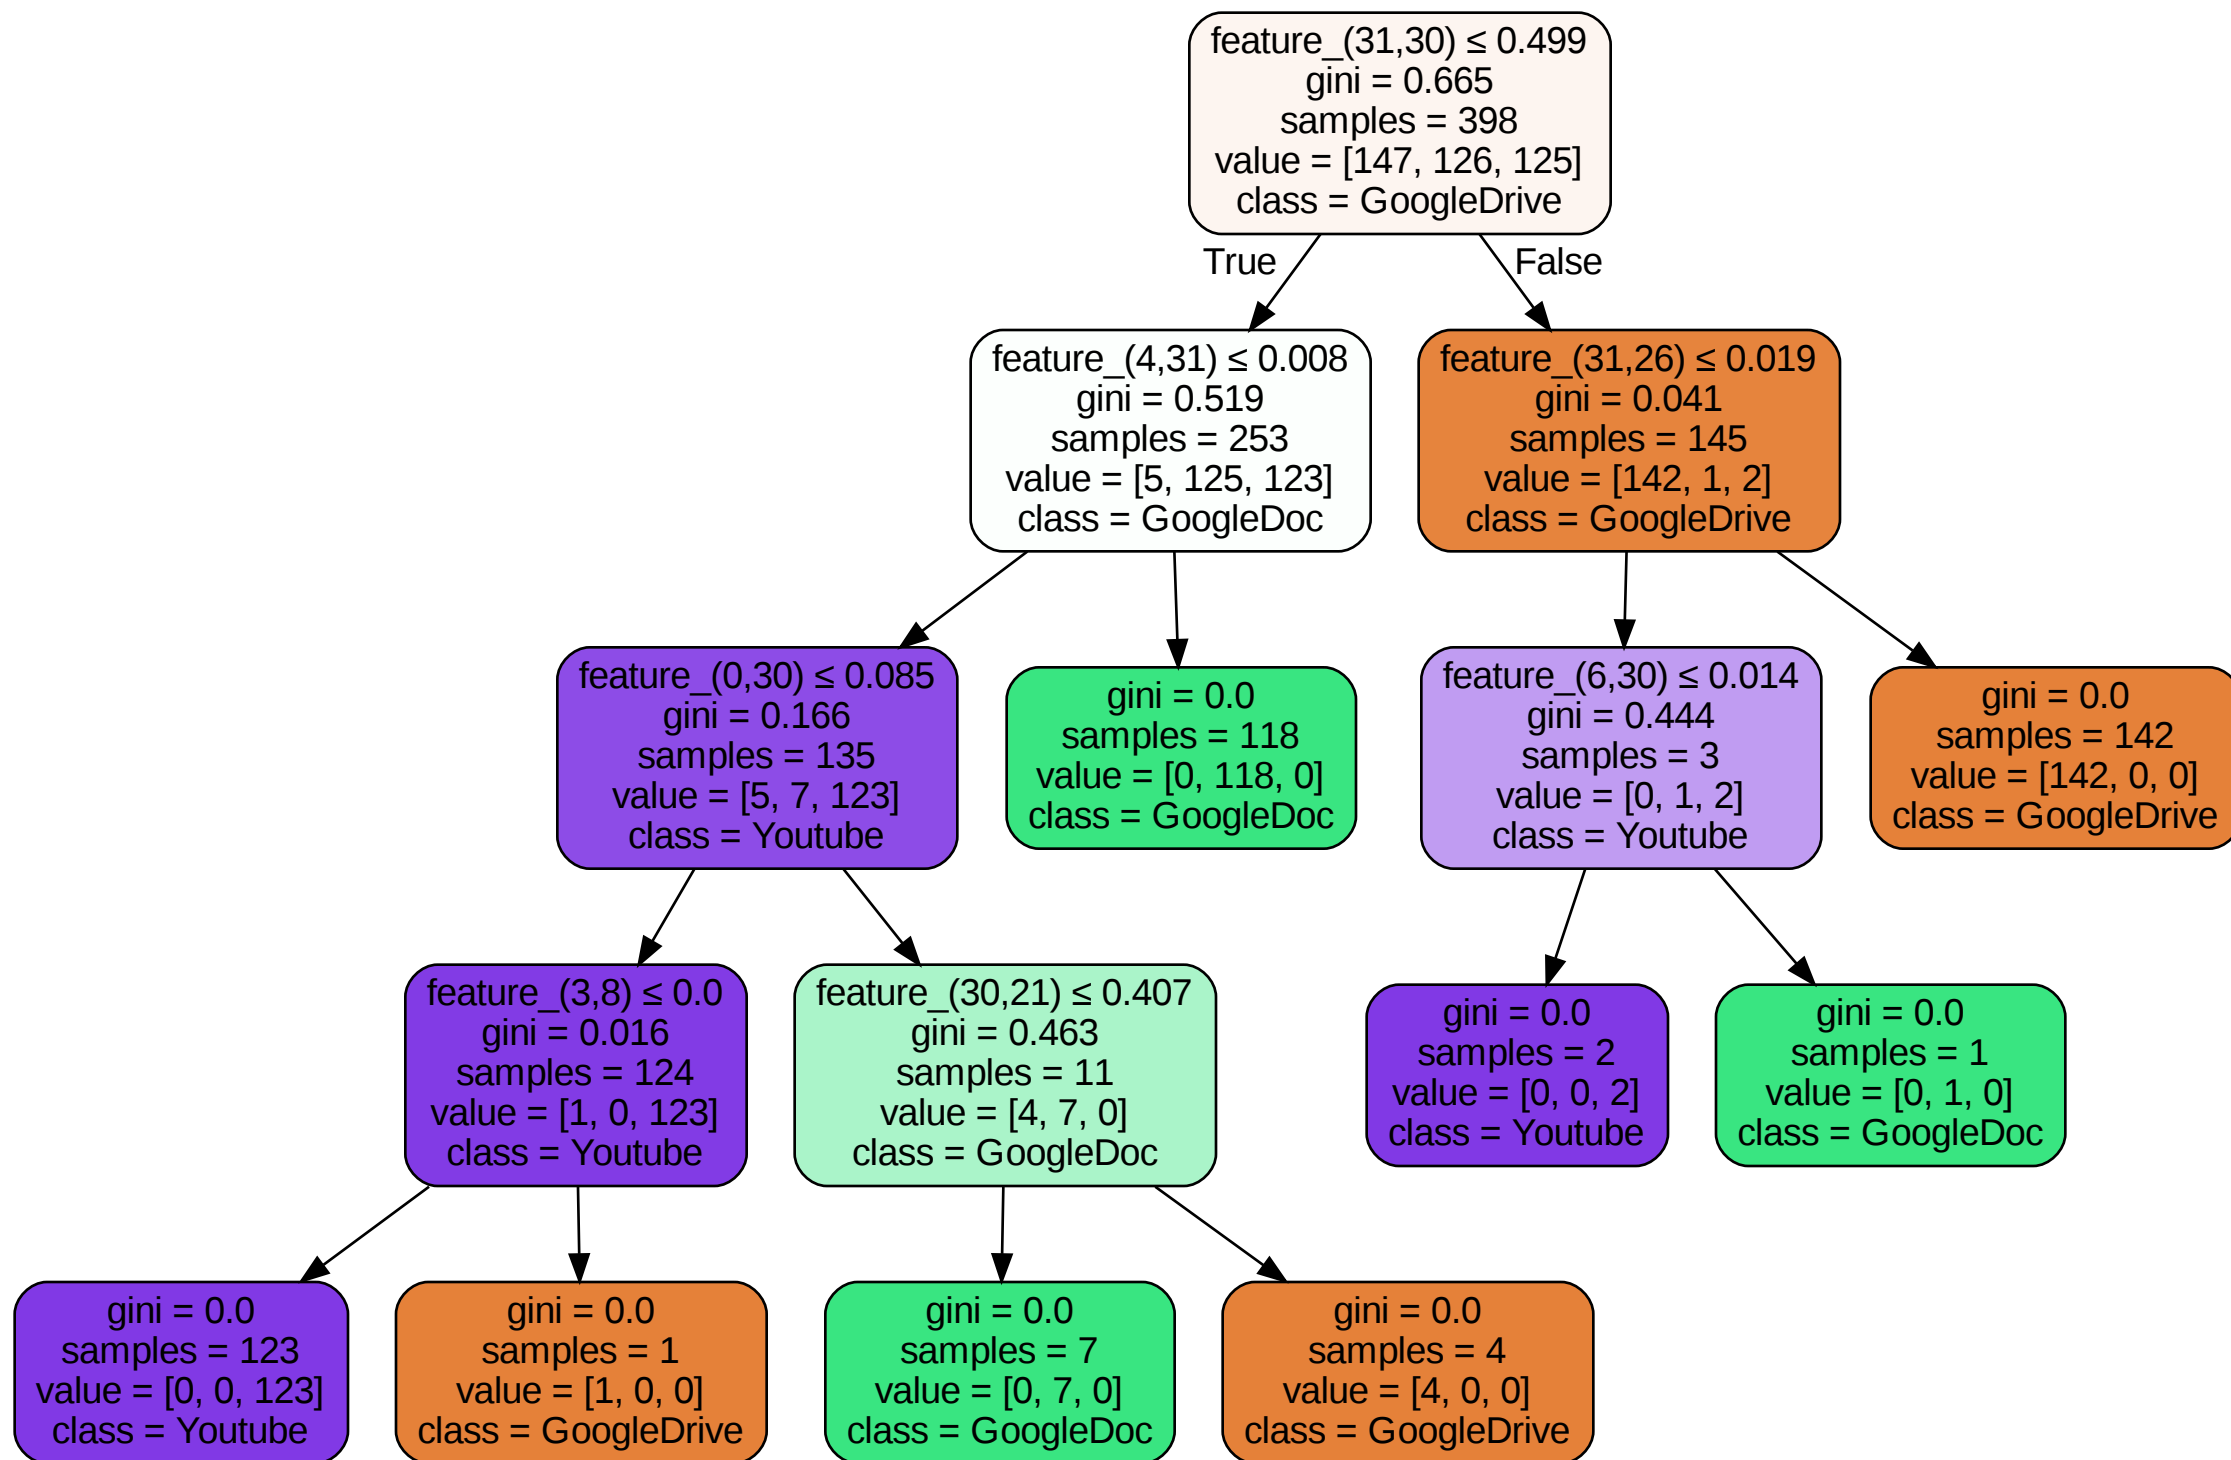 feature_(31,30) ≤ 0.499
gini = 0.665
samples = 398
value = [147, 126, 125]
class = GoogleDrive
True
False
feature_(4,31) ≤ 0.008
gini = 0.519
samples = 253
value = [5, 125, 123]
class = GoogleDoc
feature_(31,26) ≤ 0.019
gini = 0.041
samples = 145
value = [142, 1, 2]
class = GoogleDrive
feature_(0,30) ≤ 0.085
gini = 0.166
samples = 135
value = [5, 7, 123]
class = Youtube
gini = 0.0
samples = 118
value = [0, 118, 0]
class = GoogleDoc
feature_(6,30) ≤ 0.014
gini = 0.444
samples = 3
value = [0, 1, 2]
class = Youtube
gini = 0.0
samples = 142
value = [142, 0, 0]
class = GoogleDrive
feature_(3,8) ≤ 0.0
gini = 0.016
samples = 124
value = [1, 0, 123]
class = Youtube
feature_(30,21) ≤ 0.407
gini = 0.463
samples = 11
value = [4, 7, 0]
class = GoogleDoc
gini = 0.0
samples = 2
value = [0, 0, 2]
class = Youtube
gini = 0.0
samples = 1
value = [0, 1, 0]
class = GoogleDoc
gini = 0.0
samples = 123
value = [0, 0, 123]
class = Youtube
gini = 0.0
samples = 1
value = [1, 0, 0]
class = GoogleDrive
gini = 0.0
samples = 7
value = [0, 7, 0]
class = GoogleDoc
gini = 0.0
samples = 4
value = [4, 0, 0]
class = GoogleDrive